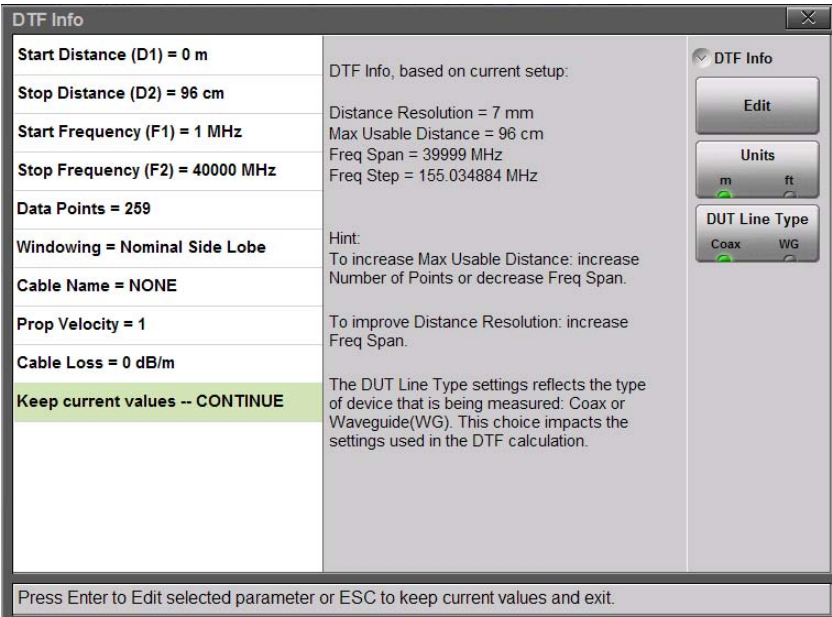 DTF Info
Start Distance (D1) = 0 m
Stop Distance (D2) = 96 cm
Start Frequency (F1) = 1 MHz
Stop Frequency (F2) = 40000 MHz
Data Points = 259
Windowing = Nominal Side Lobe
Cable Name = NONE
Prop Velocity = 1
Cable Loss = 0 dB/m
Keep current values -- CONTINUE
DTF Info, based on current setup:
Distance Resolution = 7 mm
Max Usable Distance = 96 cm
Freq Span = 39999 MHz
Freq Step = 155.034884 MHz
Hint:
To increase Max Usable Distance: increase
Number of Points or decrease Freq Span.
To improve Distance Resolution: increase
Freq Span.
The DUT Line Type settings reflects the type
of device that is being measured: Coax or
Waveguide(WG). This choice impacts the
settings used in the DTF calculation.
DTF Info
Edit
Units
m ft
DUT Line Type
Coax WG
Press Enter to Edit selected parameter or ESC to keep current values and exit.